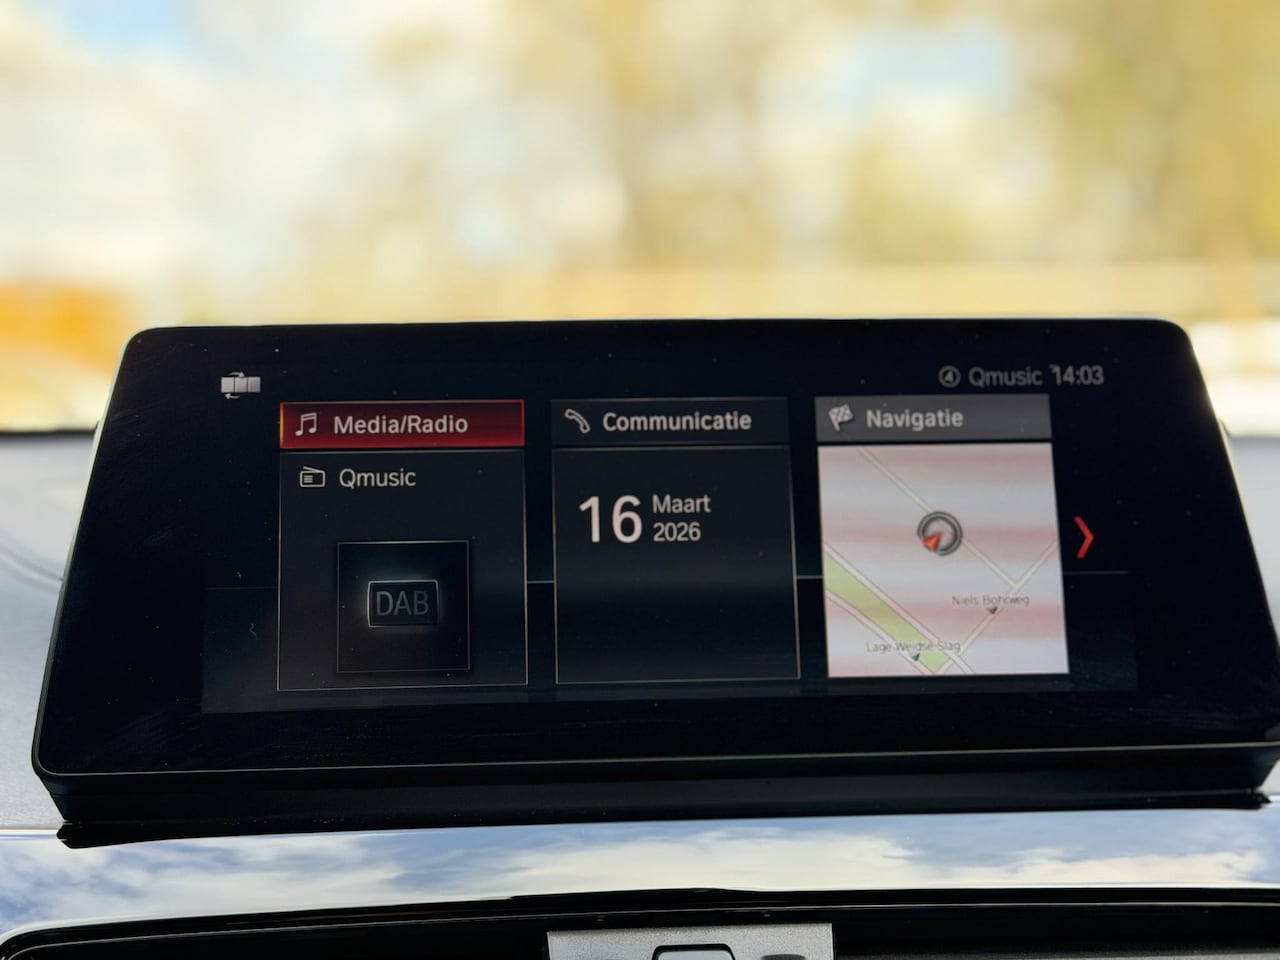 Qmusic 14:03
Media/Radio
Qmusic
DAB
Communicatie
16 Maart
2026
Navigatie
Niels Bohrweg
Lage Weidse Slag